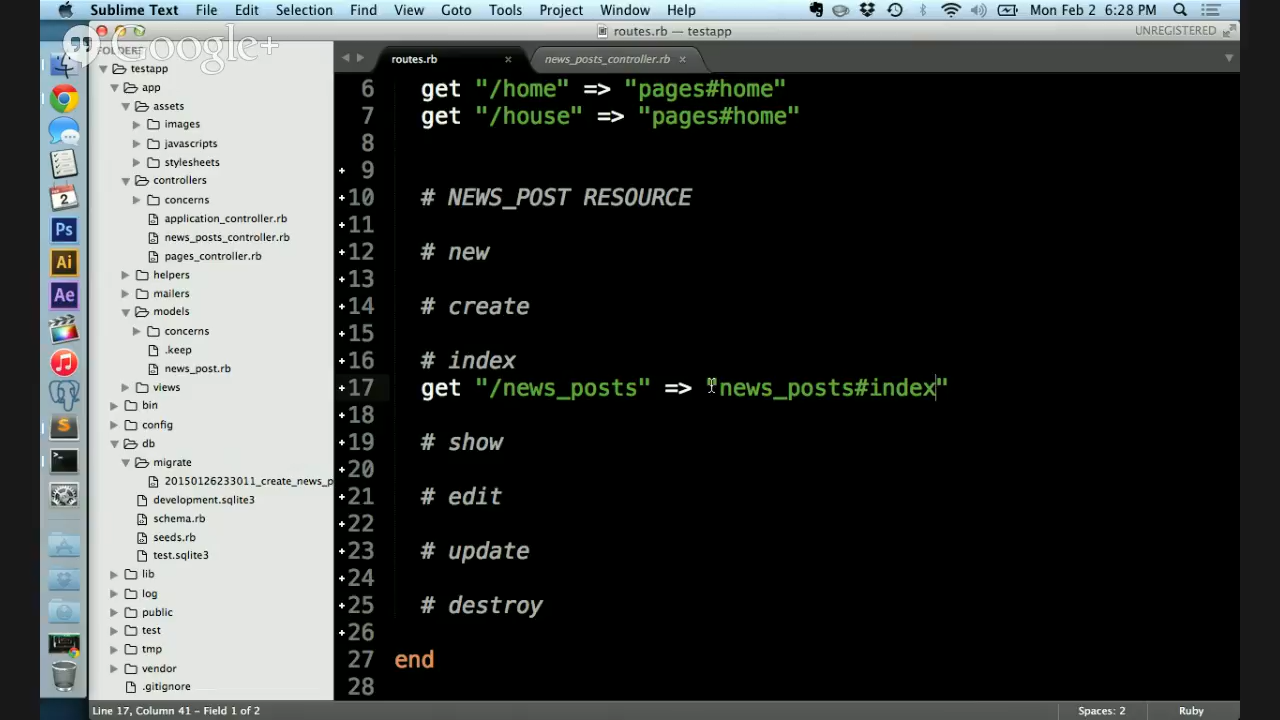 Sublime Text File Edit Selection Find View Goto Tools Project Window Help Mon Feb 2 6:28 PM
routes.rb — testapp UNREGISTERED
Google+
FOLDERS
routes.rb × news_posts_controller.rb ×
testapp
app
assets
images
javascripts
stylesheets
controllers
concerns
application_controller.rb
news_posts_controller.rb
pages_controller.rb
helpers
mailers
models
concerns
.keep
news_post.rb
views
bin
config
db
migrate
20150126233011_create_news_p
development.sqlite3
schema.rb
seeds.rb
test.sqlite3
lib
log
public
test
tmp
vendor
.gitignore
2
Ps
Ai
Ae
6 get "/home" => "pages#home"
7 get "/house" => "pages#home"
8
9
10 # NEWS_POST RESOURCE
11
12 # new
13
14 # create
15
16 # index
17 get "/news_posts" => "news_posts#index"
18
19 # show
20
21 # edit
22
23 # update
24
25 # destroy
26
27 end
28
Line 17, Column 41 - Field 1 of 2 Spaces: 2 Ruby